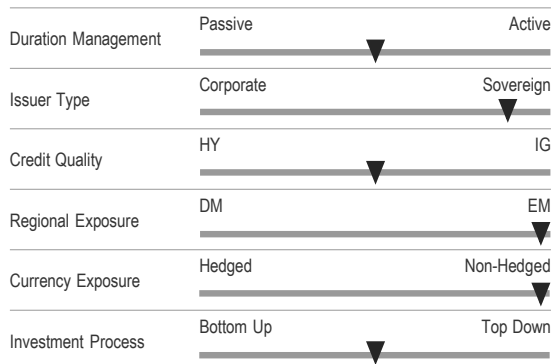 Passive Active
Duration Management
Corporate Sovereign
Issuer Type
HY IG
Credit Quality
DM EM
Regional Exposure
Hedged Non-Hedged
Currency Exposure
Bottom Up Top Down
Investment Process